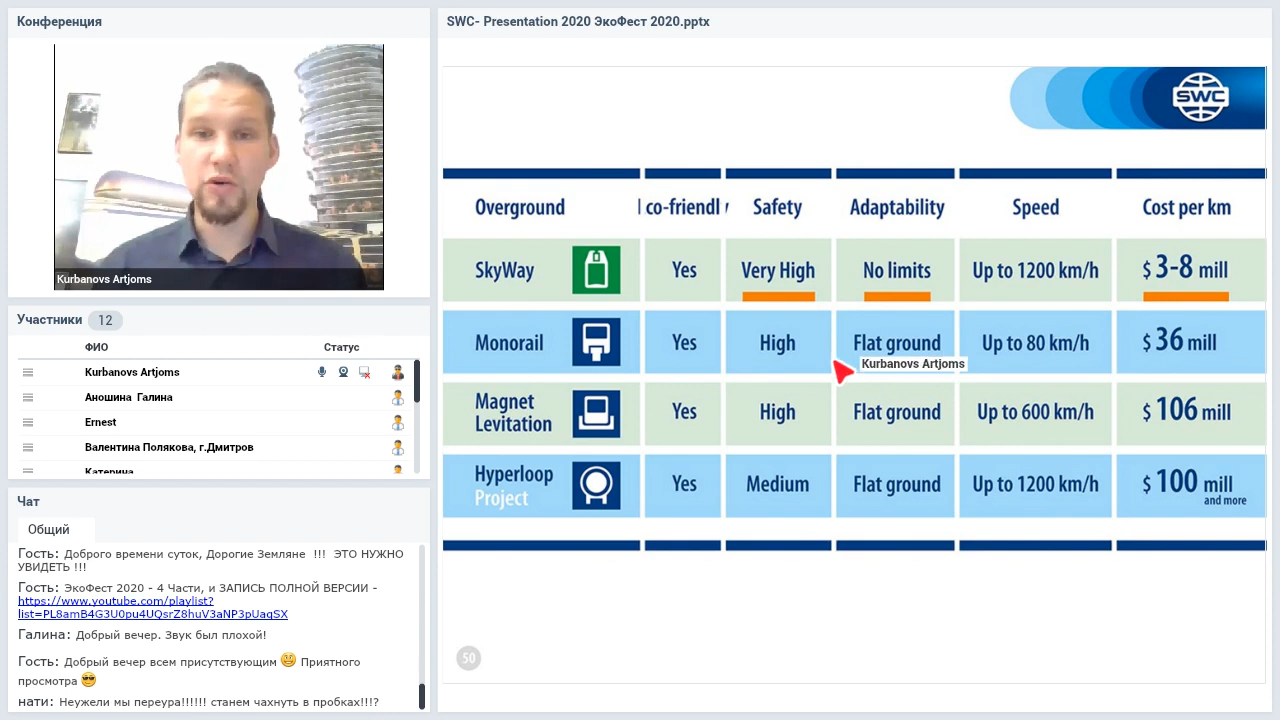 Конференция
Kurbanovs Artjoms
Участники 12
ФИО Статус
Kurbanovs Artjoms
Аношина Галина
Ernest
Валентина Полякова, г.Дмитров
Катерина
Чат
Общий
Гость: Доброго времени суток, Дорогие Земляне !!! ЭТО НУЖНО
УВИДЕТЬ !!!
Гость: ЭкоФест 2020 - 4 Части, и ЗАПИСЬ ПОЛНОЙ ВЕРСИИ -
https://www.youtube.com/playlist?
list=PL8amB4G3U0pu4UQsrZ8huV3aNP3pUaqSX
Галина: Добрый вечер. Звук был плохой!
Гость: Добрый вечер всем присутствующим Приятного
просмотра
нати: Неужели мы переура!!!!!! станем чахнуть в пробках!!!?
SWC- Presentation 2020 ЭкоФест 2020.pptx
SWC
Overground co-friendl Safety Adaptability Speed Cost per km
SkyWay Yes Very High No limits Up to 1200 km/h $ 3-8 mill
Monorail Yes High Flat ground Up to 80 km/h $ 36 mill
Kurbanovs Artjoms
Magnet
Levitation Yes High Flat ground Up to 600 km/h $ 106 mill
Hyperloop
Project Yes Medium Flat ground Up to 1200 km/h $ 100 mill
and more
50